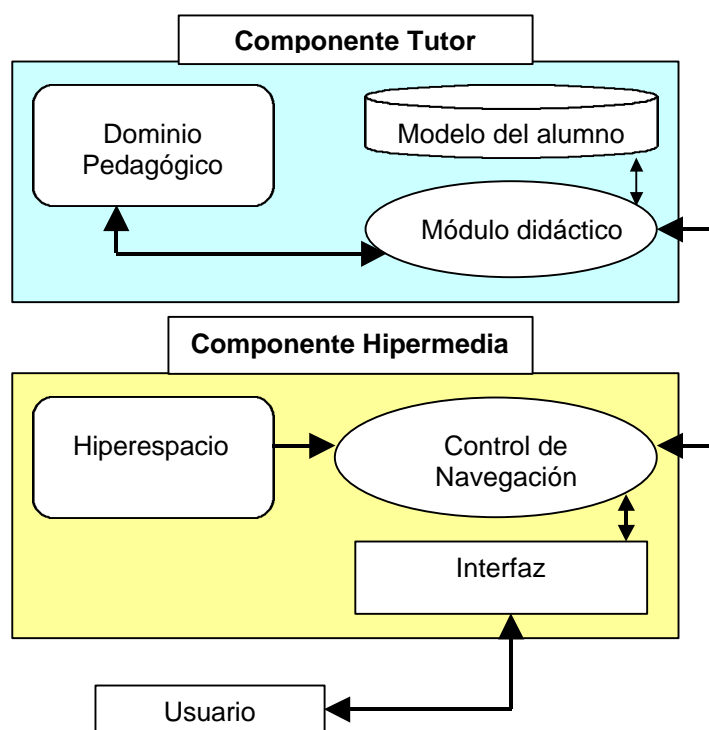 Componente Tutor
Dominio
Pedagógico
Modelo del alumno
Módulo didáctico
Componente Hipermedia
Hiperespacio
Control de
Navegación
Interfaz
Usuario